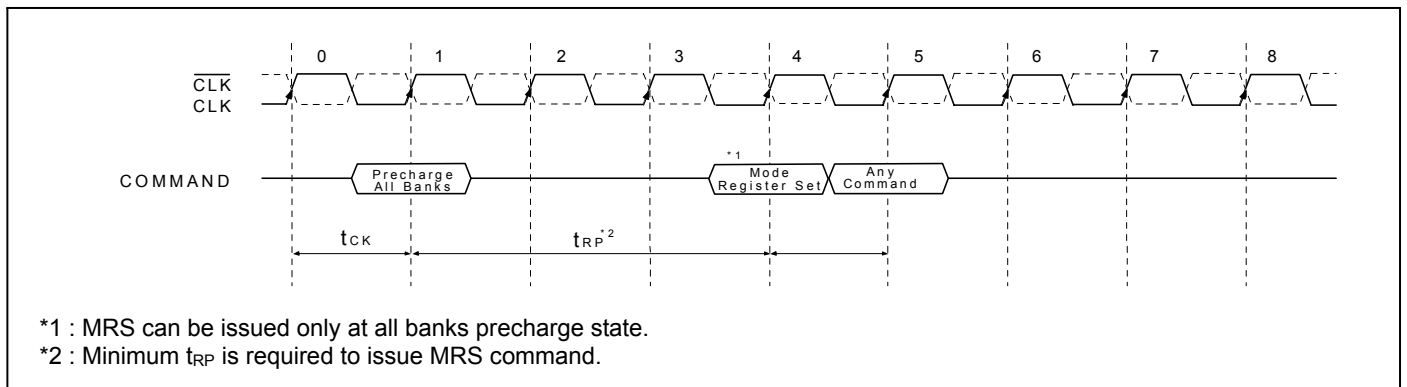 0 1 2 3 4 5 6 7 8
CLK
CLK
*1
COMMAND
Precharge
All Banks
Mode
Register Set
Any
Command
tCK
tRP*2
*1 : MRS can be issued only at all banks precharge state.
*2 : Minimum tRP is required to issue MRS command.